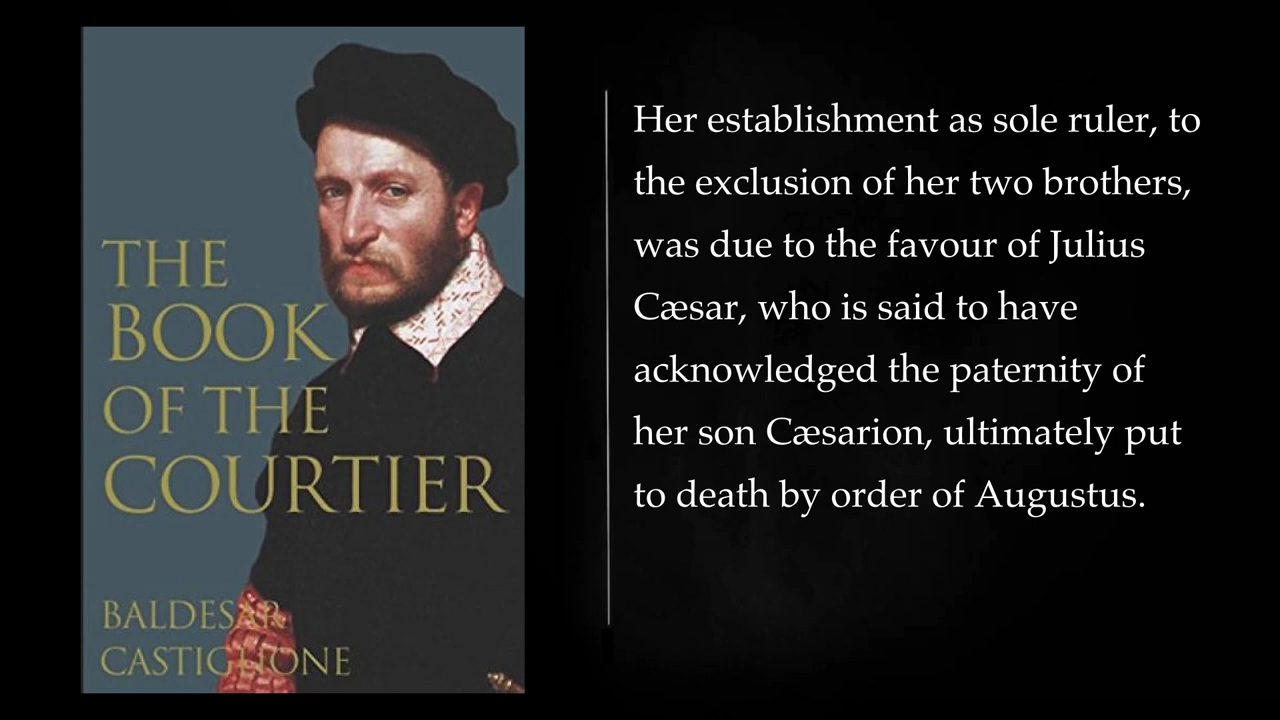 THE
BOOK
OF THE
COURTIER
BALDESAR
CASTIGLIONE
Her establishment as sole ruler, to
the exclusion of her two brothers,
was due to the favour of Julius
Cæsar, who is said to have
acknowledged the paternity of
her son Cæsarion, ultimately put
to death by order of Augustus.